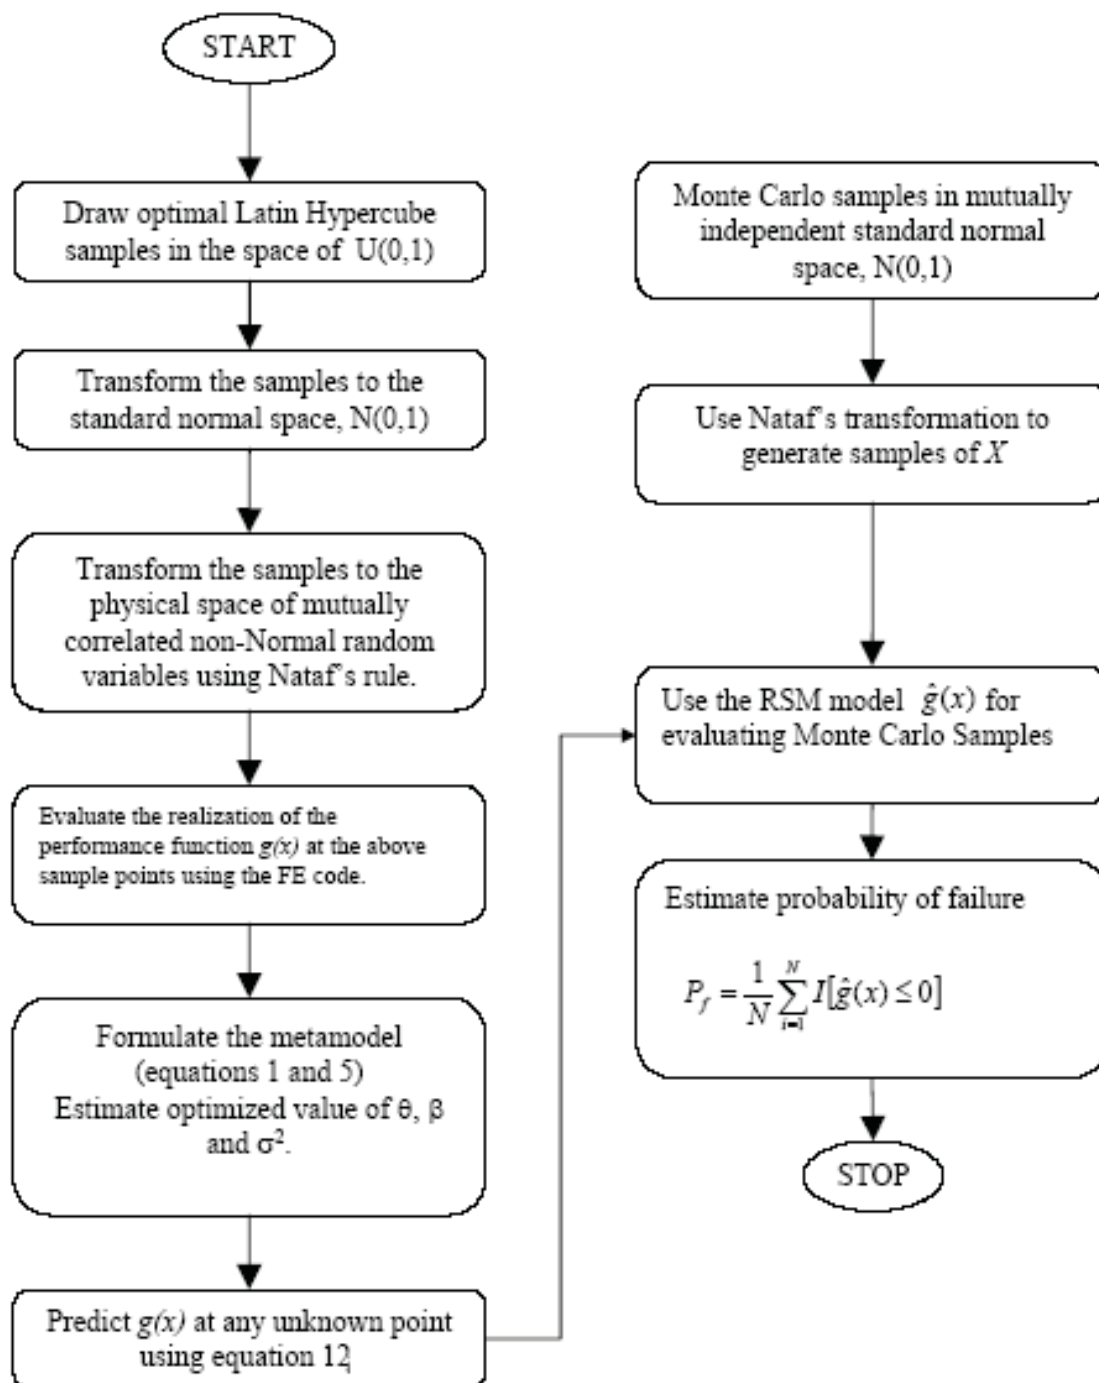 START
Draw optimal Latin Hypercube
samples in the space of U(0,1)
Transform the samples to the
standard normal space, N(0,1)
Transform the samples to the
physical space of mutually
correlated non-Normal random
variables using Nataf's rule.
Evaluate the realization of the
performance function g(x) at the above
sample points using the FE code.
Formulate the metamodel
(equations 1 and 5)
Estimate optimized value of θ, β
and σ².
Predict g(x) at any unknown point
using equation 12
Monte Carlo samples in mutually
independent standard normal
space, N(0,1)
Use Nataf's transformation to
generate samples of X
Use the RSM model ĝ(x) for
evaluating Monte Carlo Samples
Estimate probability of failure
P_f = 1/N ∑_{i=1}^{N} I[ĝ(x) ≤ 0]
STOP